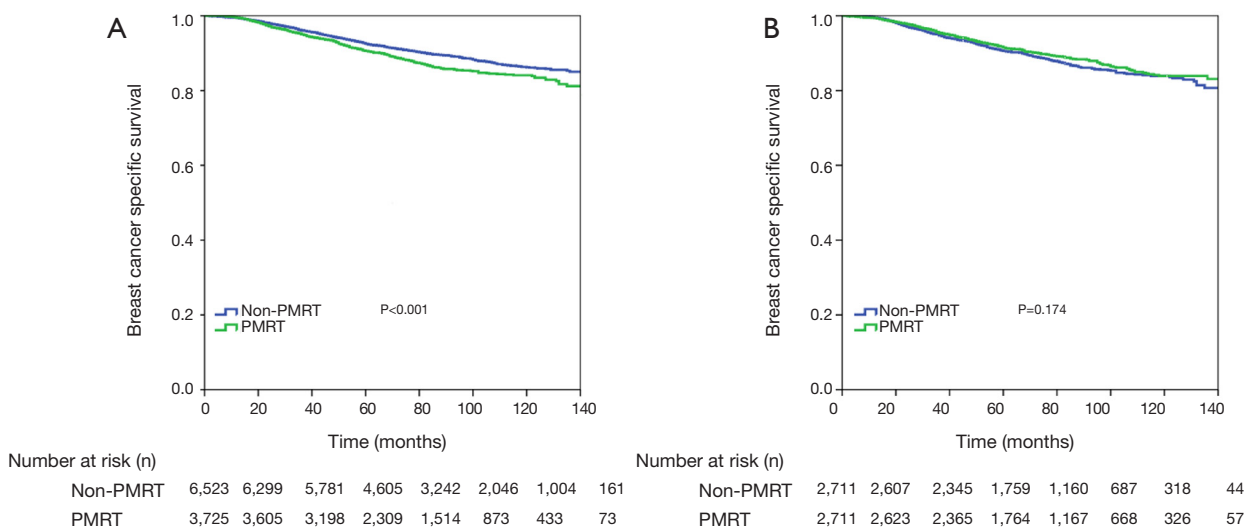 A
Breast cancer specific survival
1.0
0.8
0.6
0.4
0.2
0.0
Non-PMRT
PMRT
P<0.001
0 20 40 60 80 100 120 140
Time (months)
Number at risk (n)
Non-PMRT 6,523 6,299 5,781 4,605 3,242 2,046 1,004 161
PMRT 3,725 3,605 3,198 2,309 1,514 873 433 73
B
Breast cancer specific survival
1.0
0.8
0.6
0.4
0.2
0.0
Non-PMRT
PMRT
P=0.174
0 20 40 60 80 100 120 140
Time (months)
Number at risk (n)
Non-PMRT 2,711 2,607 2,345 1,759 1,160 687 318 44
PMRT 2,711 2,623 2,365 1,764 1,167 668 326 57